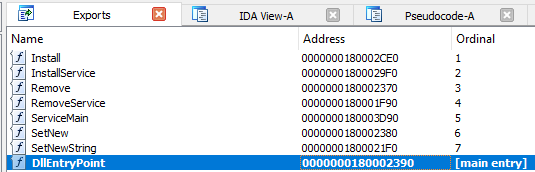 Exports IDA View-A Pseudocode-A
Name Address Ordinal
f Install 0000000180002CE0 1
f InstallService 00000001800029F0 2
f Remove 0000000180002370 3
f RemoveService 0000000180001F90 4
f ServiceMain 0000000180003D90 5
f SetNew 0000000180002380 6
f SetNewString 00000001800021F0 7
f DllEntryPoint 0000000180002390 [main entry]